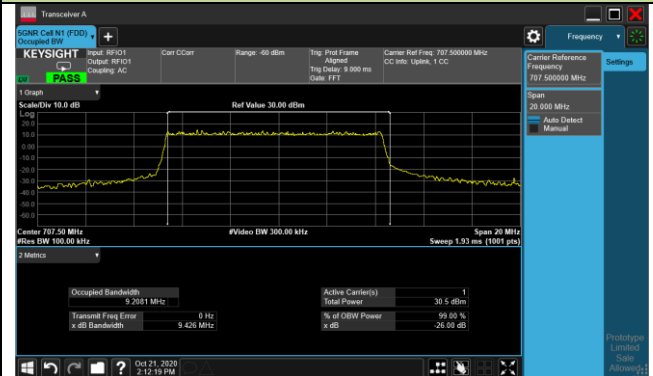 Transceiver A
5GNR Cell N1 (FDD)
Occupied BW
Frequency
KEYSIGHT
Input: RFIO1
Output: RFIO1
Coupling: AC
Corr CCorr
Range: -60 dBm
Trig: Prot Frame
Aligned
Trig Delay: 9.000 ms
Gate: FFT
Carrier Ref Freq: 707.500000 MHz
CC Info: Uplink, 1 CC
PASS
Carrier Reference
Frequency
707.500000 MHz
Settings
Span
20.000 MHz
Auto Detect
Manual
1 Graph
Scale/Div 10.0 dB
Ref Value 30.00 dBm
Log
20.0
10.0
0.00
-10.0
-20.0
-30.0
-40.0
-50.0
-60.0
Center 707.50 MHz
#Video BW 300.00 kHz
Span 20 MHz
#Res BW 100.00 kHz
Sweep 1.93 ms (1001 pts)
2 Metrics
Occupied Bandwidth
9.2081 MHz
Transmit Freq Error 0 Hz
x dB Bandwidth 9.426 MHz
Active Carrier(s) 1
Total Power 30.5 dBm
% of OBW Power 99.00 %
x dB -26.00 dB
Prototype
Limited
Sale
Allowed
Oct 21, 2020
2:12:19 PM